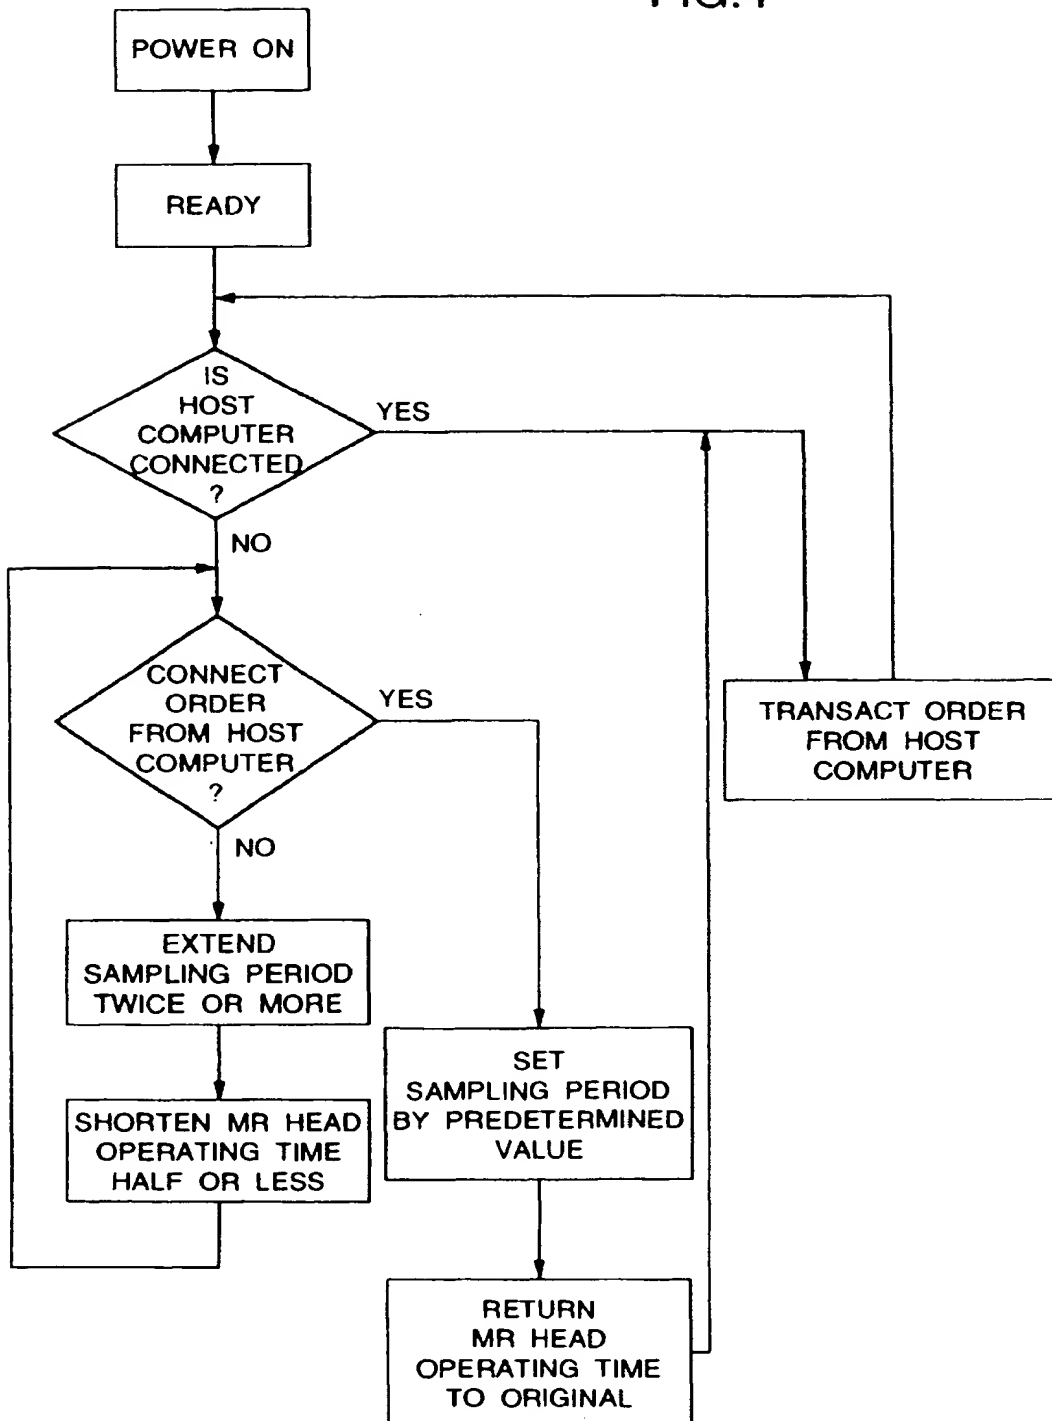 POWER ON
READY
IS
HOST
COMPUTER
CONNECTED
?
YES
NO
CONNECT
ORDER
FROM HOST
COMPUTER
?
YES
NO
TRANSACT ORDER
FROM HOST
COMPUTER
EXTEND
SAMPLING PERIOD
TWICE OR MORE
SHORTEN MR HEAD
OPERATING TIME
HALF OR LESS
SET
SAMPLING PERIOD
BY PREDETERMINED
VALUE
RETURN
MR HEAD
OPERATING TIME
TO ORIGINAL